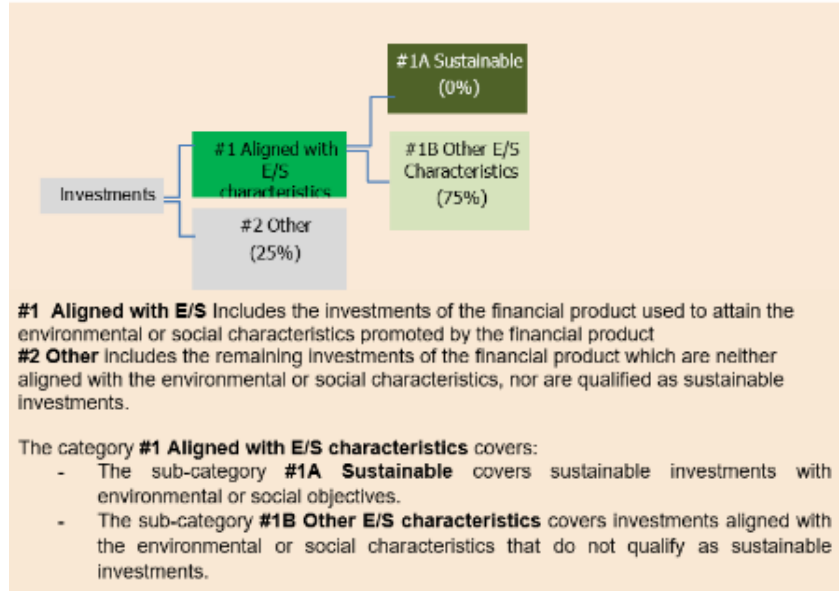 #1A Sustainable
(0%)
#1 Aligned with
E/S
characteristics
#1B Other E/S
Characteristics
(75%)
Investments
#2 Other
(25%)
#1 Aligned with E/S Includes the investments of the financial product used to attain the
environmental or social characteristics promoted by the financial product
#2 Other includes the remaining investments of the financial product which are neither
aligned with the environmental or social characteristics, nor are qualified as sustainable
investments.
The category #1 Aligned with E/S characteristics covers:
- The sub-category #1A Sustainable covers sustainable investments with
environmental or social objectives.
- The sub-category #1B Other E/S characteristics covers investments aligned with
the environmental or social characteristics that do not qualify as sustainable
investments.